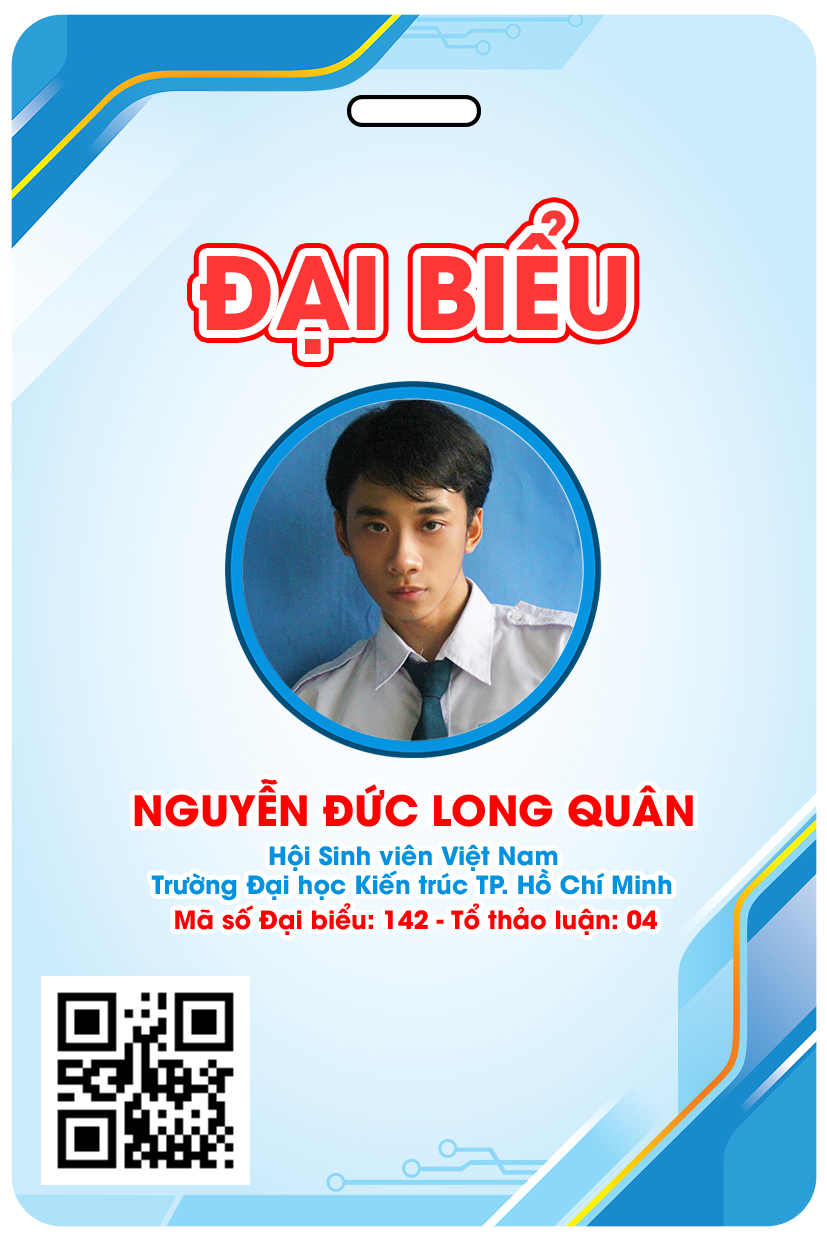 ĐẠI BIỂU
NGUYỄN ĐỨC LONG QUÂN
Hội Sinh viên Việt Nam
Trường Đại học Kiến trúc TP. Hồ Chí Minh
Mã số Đại biểu: 142 - Tổ thảo luận: 04